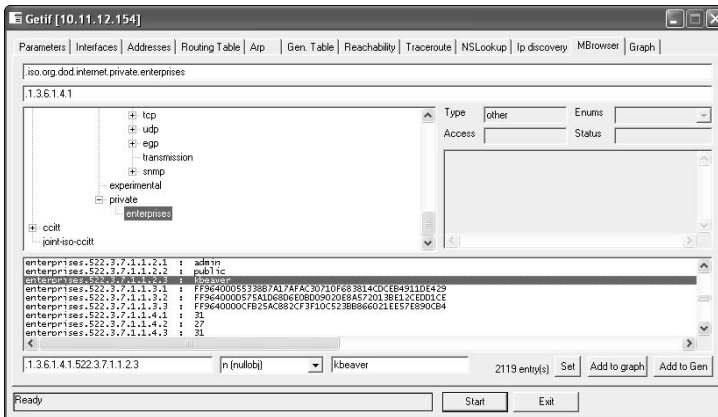 Getif [10.11.12.154]
Parameters Interfaces Addresses Routing Table Arp Gen. Table Reachability Traceroute NSLookup Ip discovery MBrowser Graph
.iso.org.dod.internet.private.enterprises
.1.3.6.1.4.1
tcp
udp
egp
transmission
snmp
experimental
private
enterprises
ccitt
joint-iso-ccitt
Type other Enums
Access Status
enterprises.522.3.7.1.1.2.1 : admin
enterprises.522.3.7.1.1.2.2 : public
enterprises.522.3.7.1.1.2.3 : kbeaver
enterprises.522.3.7.1.1.3.1 : FF9640055338B7A17AFAC30710F683814CDCEB4911DE429
enterprises.522.3.7.1.1.3.2 : FF964000D575A1D68D6E0BD09020E8A572013BE12CEDD1CE
enterprises.522.3.7.1.1.3.3 : FF9640000CFB25AC882CF3F10C523BB866021EE57E890CB4
enterprises.522.3.7.1.1.4.1 : 31
enterprises.522.3.7.1.1.4.2 : 27
enterprises.522.3.7.1.1.4.3 : 31
.1.3.6.1.4.1.522.3.7.1.1.2.3 n (nullobj) kbeaver 2119 entry(s) Set Add to graph Add to Gen
Ready Start Exit